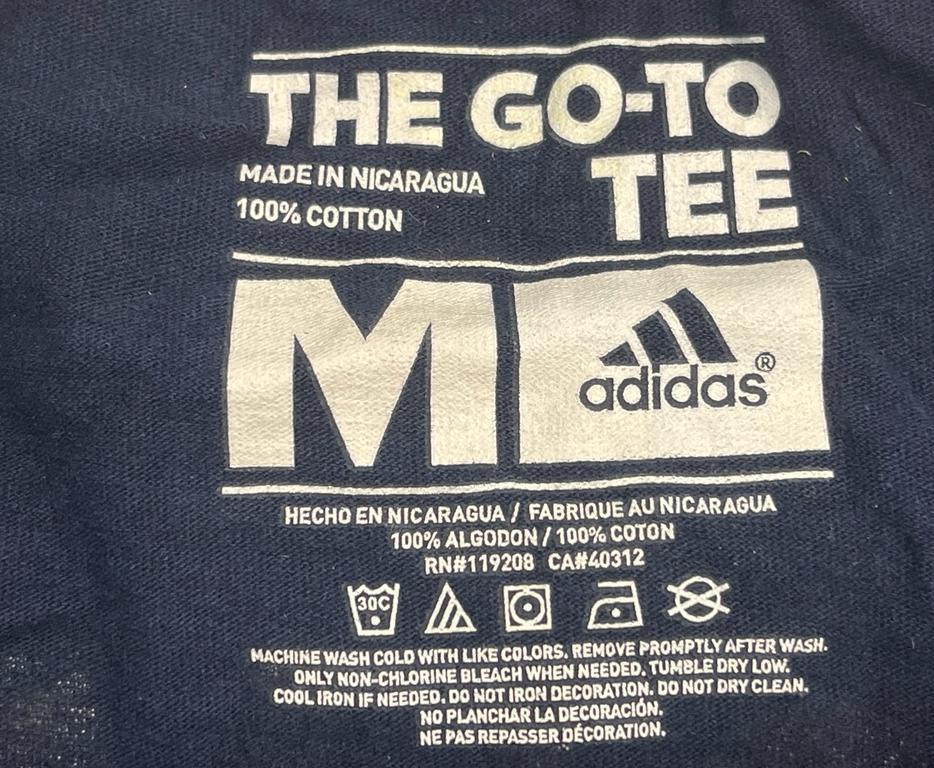 THE GO-TO
TEE
MADE IN NICARAGUA
100% COTTON
M
adidas®
HECHO EN NICARAGUA / FABRIQUE AU NICARAGUA
100% ALGODON / 100% COTON
RN#119208 CA#40312
30C
MACHINE WASH COLD WITH LIKE COLORS. REMOVE PROMPTLY AFTER WASH.
ONLY NON-CHLORINE BLEACH WHEN NEEDED. TUMBLE DRY LOW.
COOL IRON IF NEEDED. DO NOT IRON DECORATION. DO NOT DRY CLEAN.
NO PLANCHAR LA DECORACIÓN.
NE PAS REPASSER DÉCORATION.